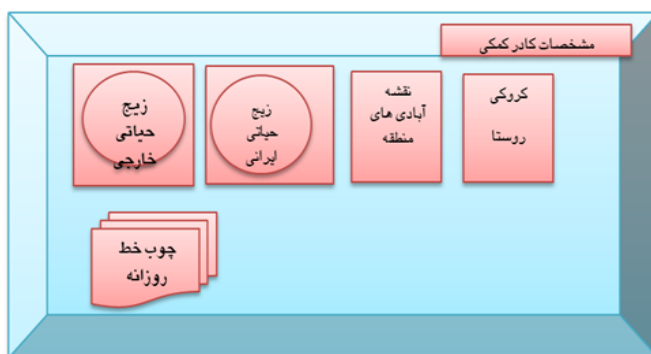 مشخصات کادر کمکی
کروکی
روستا
نقشه
آبادی های
منطقه
زیج
حیاتی
ایرانی
زیج
حیاتی
خارجی
چوب خط
روزانه